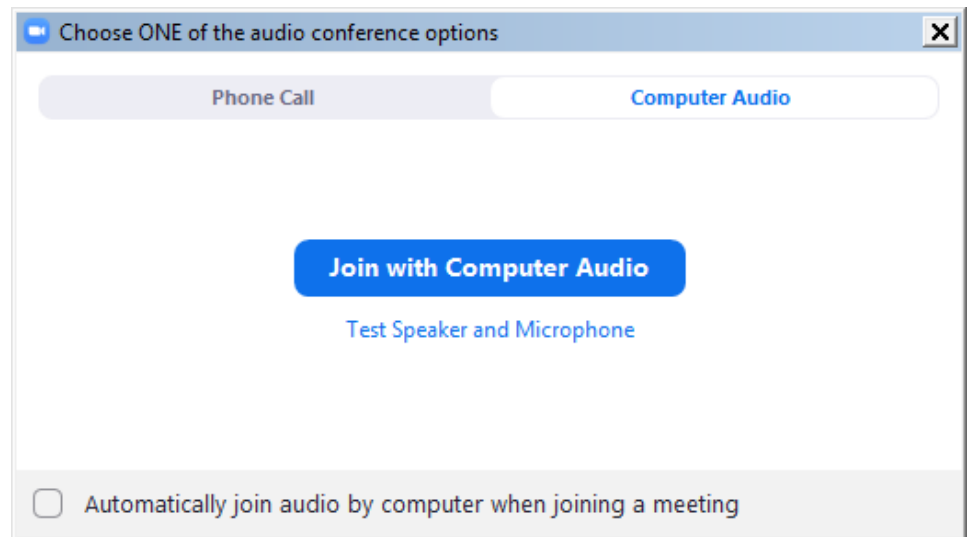 Choose ONE of the audio conference options
Phone Call
Computer Audio
Join with Computer Audio
Test Speaker and Microphone
Automatically join audio by computer when joining a meeting